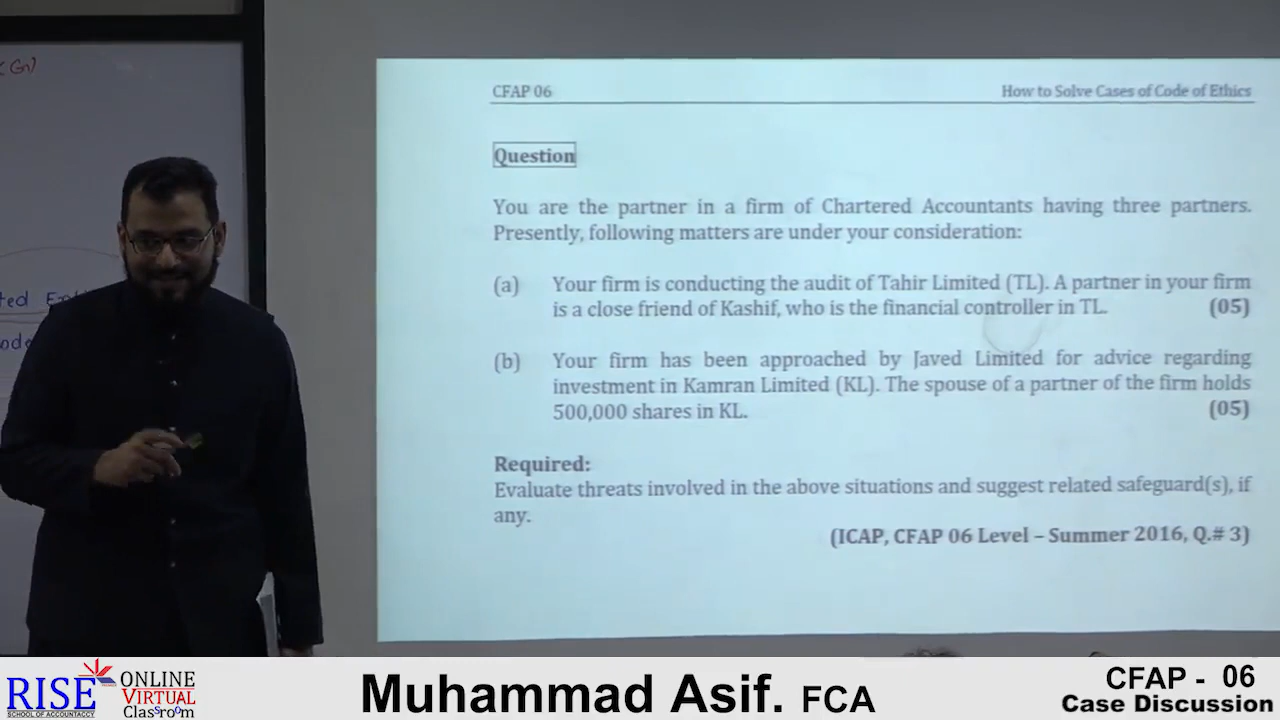 CFAP 06 How to Solve Cases of Code of Ethics
Question
You are the partner in a firm of Chartered Accountants having three partners.
Presently, following matters are under your consideration:
(a) Your firm is conducting the audit of Tahir Limited (TL). A partner in your firm
is a close friend of Kashif, who is the financial controller in TL. (05)
(b) Your firm has been approached by Javed Limited for advice regarding
investment in Kamran Limited (KL). The spouse of a partner of the firm holds
500,000 shares in KL. (05)
Required:
Evaluate threats involved in the above situations and suggest related safeguard(s), if
any.
(ICAP, CFAP 06 Level – Summer 2016, Q.# 3)
RISE
SCHOOL OF ACCOUNTANCY
ONLINE
VIRTUAL
Classroom
Muhammad Asif. FCA
CFAP - 06
Case Discussion